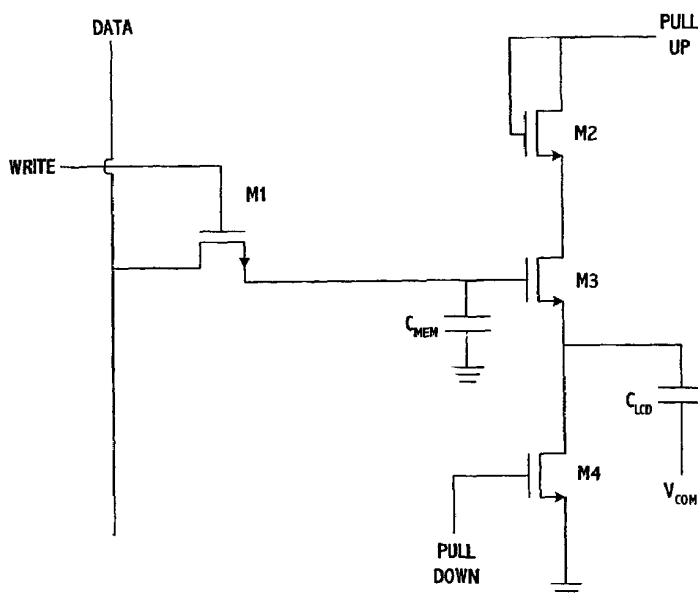 DATA
PULL
UP
M2
WRITE
M1
M3
C_MEM
C_LCD
M4
V_COM
PULL
DOWN